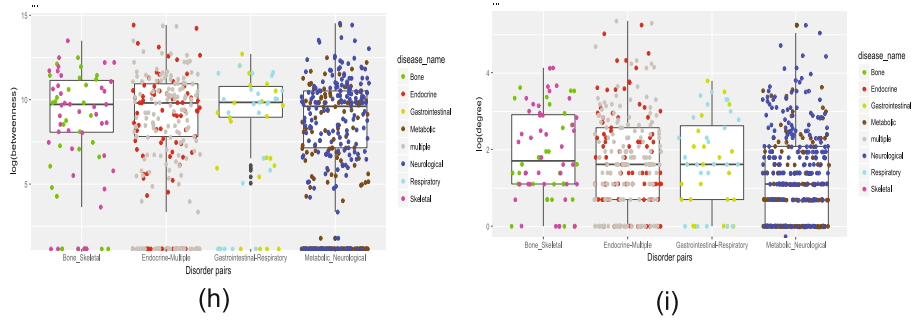 15
10
5
log(betweenness)
Bone_Skeletal
Endocrine-Multiple
Gastrointestinal-Respiratory
Metabolic_Neurological
Disorder pairs
disease_name
Bone
Endocrine
Gastrointestinal
Metabolic
multiple
Neurological
Respiratory
Skeletal
(h)
4
2
0
log(degree)
Bone_Skeletal
Endocrine-Multiple
Gastrointestinal-Respiratory
Metabolic_Neurological
Disorder pairs
disease_name
Bone
Endocrine
Gastrointestinal
Metabolic
multiple
Neurological
Respiratory
Skeletal
(i)